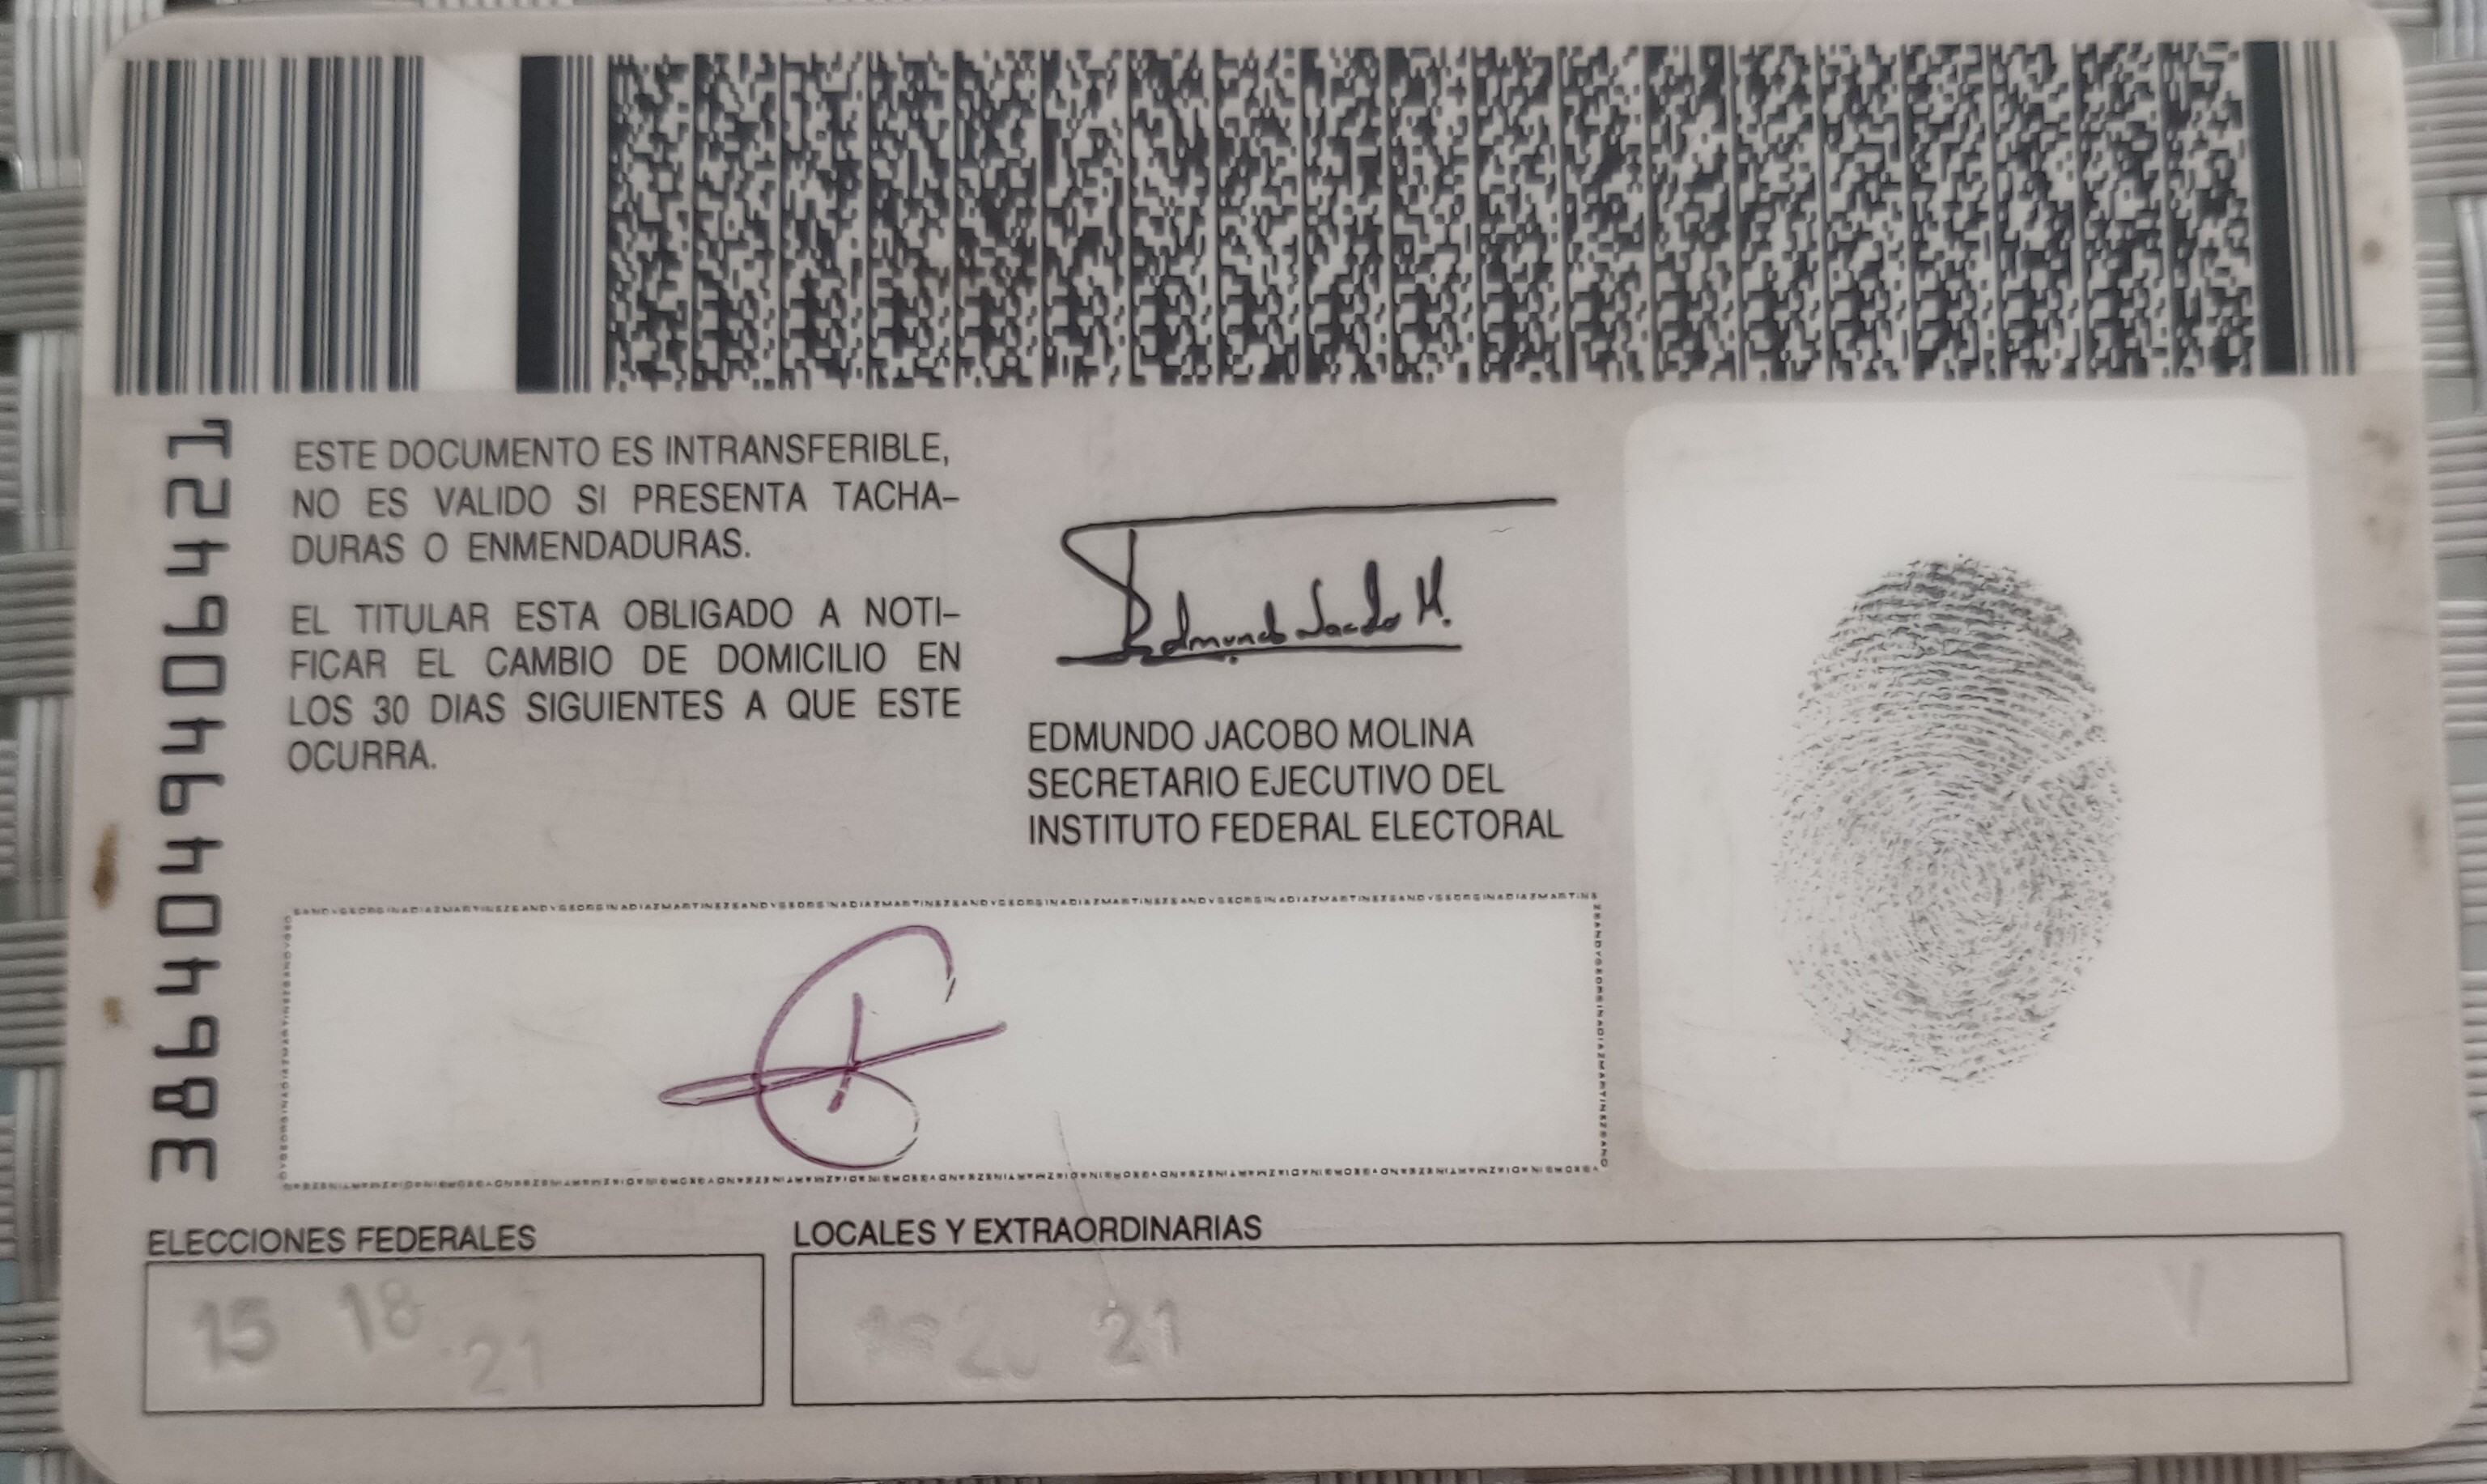 ESTE DOCUMENTO ES INTRANSFERIBLE,
NO ES VALIDO SI PRESENTA TACHA-
DURAS O ENMENDADURAS.
EL TITULAR ESTA OBLIGADO A NOTI-
FICAR EL CAMBIO DE DOMICILIO EN
LOS 30 DIAS SIGUIENTES A QUE ESTE
OCURRA.
Edmundo Jacobo M.
EDMUNDO JACOBO MOLINA
SECRETARIO EJECUTIVO DEL
INSTITUTO FEDERAL ELECTORAL
ELECCIONES FEDERALES
15 18 21
LOCALES Y EXTRAORDINARIAS
21